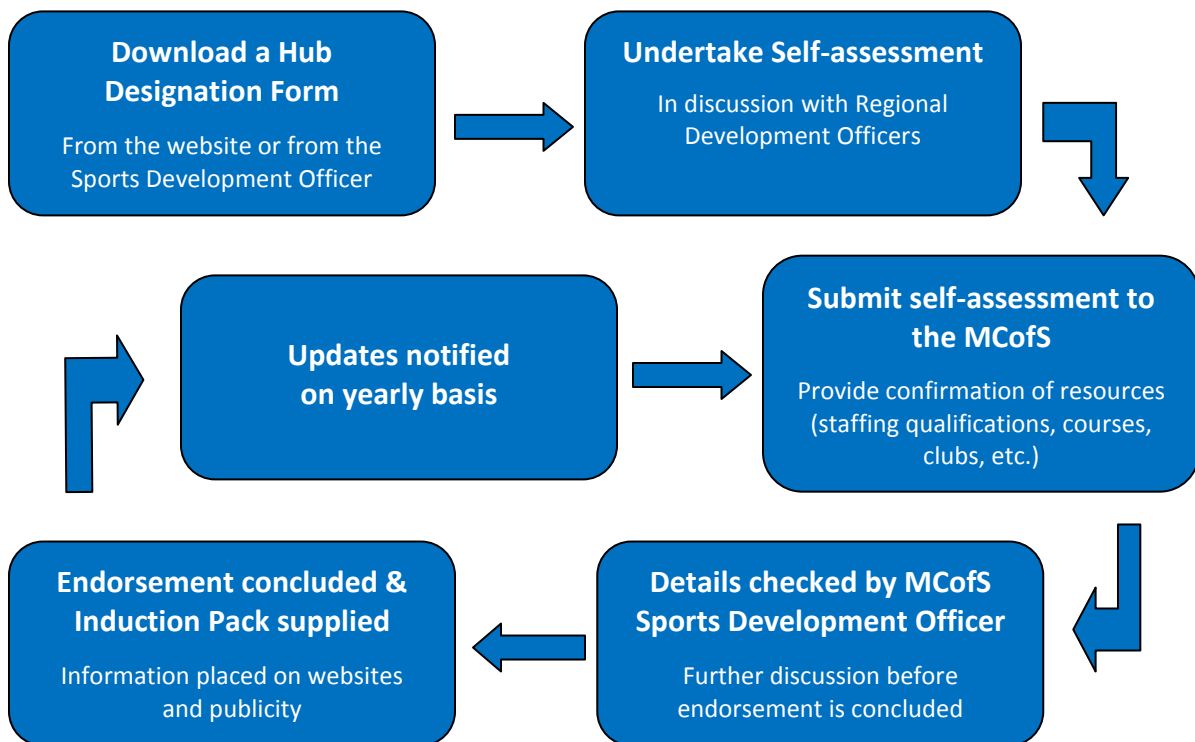 Download a Hub
Designation Form
From the website or from the
Sports Development Officer
Undertake Self-assessment
In discussion with Regional
Development Officers
Submit self-assessment to
the MCofS
Provide confirmation of resources
(staffing qualifications, courses,
clubs, etc.)
Updates notified
on yearly basis
Details checked by MCofS
Sports Development Officer
Further discussion before
endorsement is concluded
Endorsement concluded &
Induction Pack supplied
Information placed on websites
and publicity